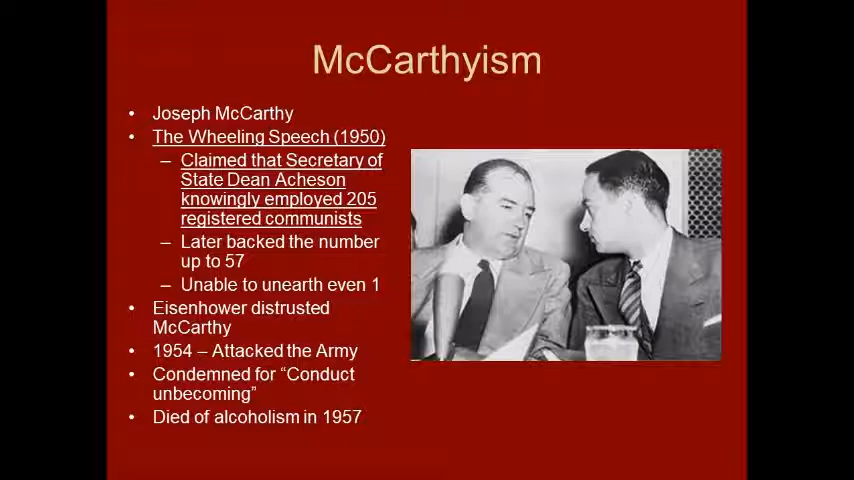 McCarthyism
• Joseph McCarthy
• The Wheeling Speech (1950)
– Claimed that Secretary of
State Dean Acheson
knowingly employed 205
registered communists
– Later backed the number
up to 57
– Unable to unearth even 1
• Eisenhower distrusted
McCarthy
• 1954 – Attacked the Army
• Condemned for “Conduct
unbecoming”
• Died of alcoholism in 1957